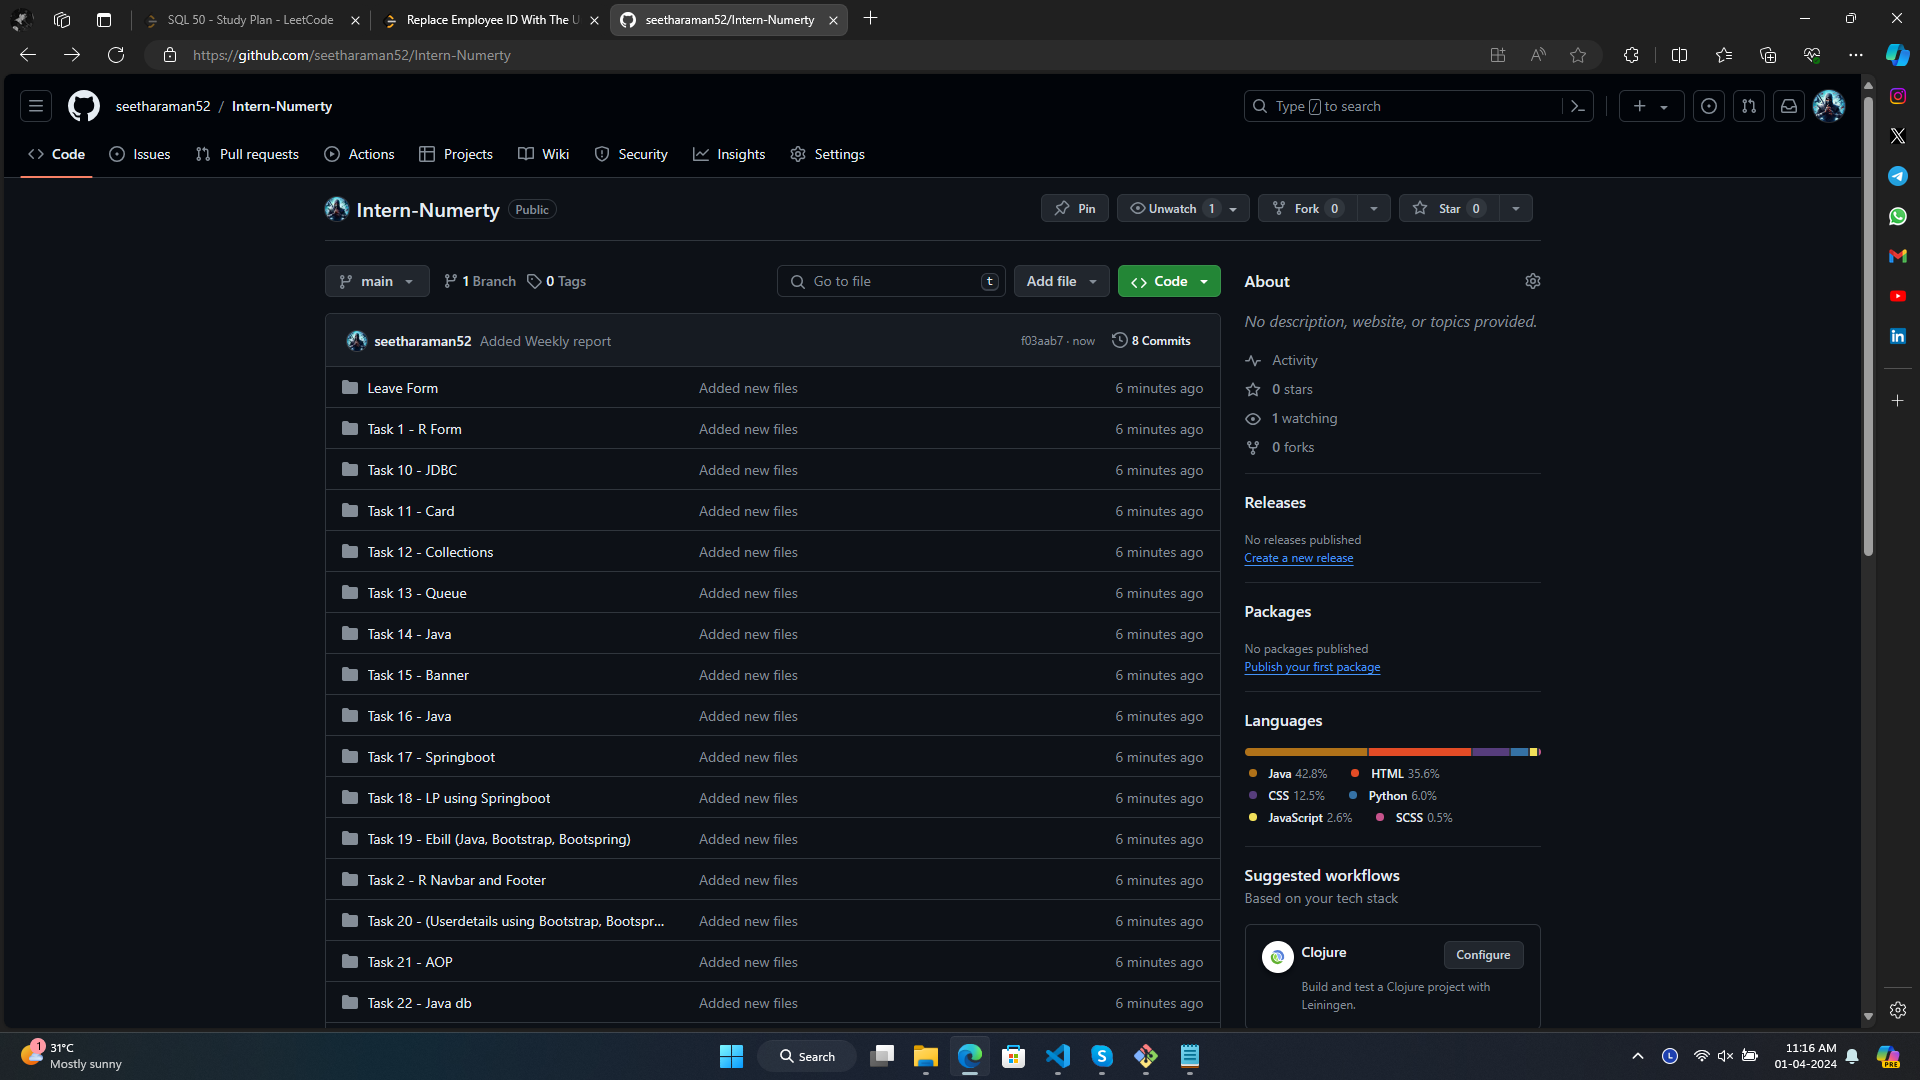 SQL 50 - Study Plan - LeetCode
Replace Employee ID With The U
seetharaman52/Intern-Numerty
https://github.com/seetharaman52/Intern-Numerty
seetharaman52 / Intern-Numerty
Type / to search
Code
Issues
Pull requests
Actions
Projects
Wiki
Security
Insights
Settings
Intern-Numerty Public
Pin
Unwatch 1
Fork 0
Star 0
main
1 Branch
0 Tags
Go to file t
Add file
Code
seetharaman52 Added Weekly report f03aab7 · now 8 Commits
Leave Form Added new files 6 minutes ago
Task 1 - R Form Added new files 6 minutes ago
Task 10 - JDBC Added new files 6 minutes ago
Task 11 - Card Added new files 6 minutes ago
Task 12 - Collections Added new files 6 minutes ago
Task 13 - Queue Added new files 6 minutes ago
Task 14 - Java Added new files 6 minutes ago
Task 15 - Banner Added new files 6 minutes ago
Task 16 - Java Added new files 6 minutes ago
Task 17 - Springboot Added new files 6 minutes ago
Task 18 - LP using Springboot Added new files 6 minutes ago
Task 19 - Ebill (Java, Bootstrap, Bootspring) Added new files 6 minutes ago
Task 2 - R Navbar and Footer Added new files 6 minutes ago
Task 20 - (Userdetails using Bootstrap, Bootspr... Added new files 6 minutes ago
Task 21 - AOP Added new files 6 minutes ago
Task 22 - Java db Added new files 6 minutes ago
About
No description, website, or topics provided.
Activity
0 stars
1 watching
0 forks
Releases
No releases published
Create a new release
Packages
No packages published
Publish your first package
Languages
Java 42.8% HTML 35.6%
CSS 12.5% Python 6.0%
JavaScript 2.6% SCSS 0.5%
Suggested workflows
Based on your tech stack
Clojure
Configure
Build and test a Clojure project with
Leiningen.
1
31°C
Mostly sunny
Search
L
11:16 AM
01-04-2024
PRE